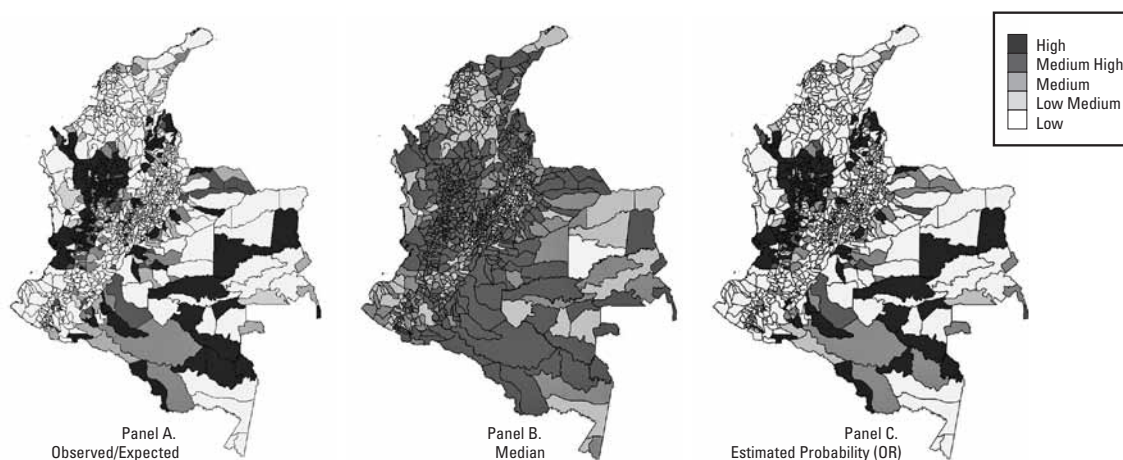 High
Medium High
Medium
Low Medium
Low
Panel A.
Observed/Expected
Panel B.
Median
Panel C.
Estimated Probability (OR)